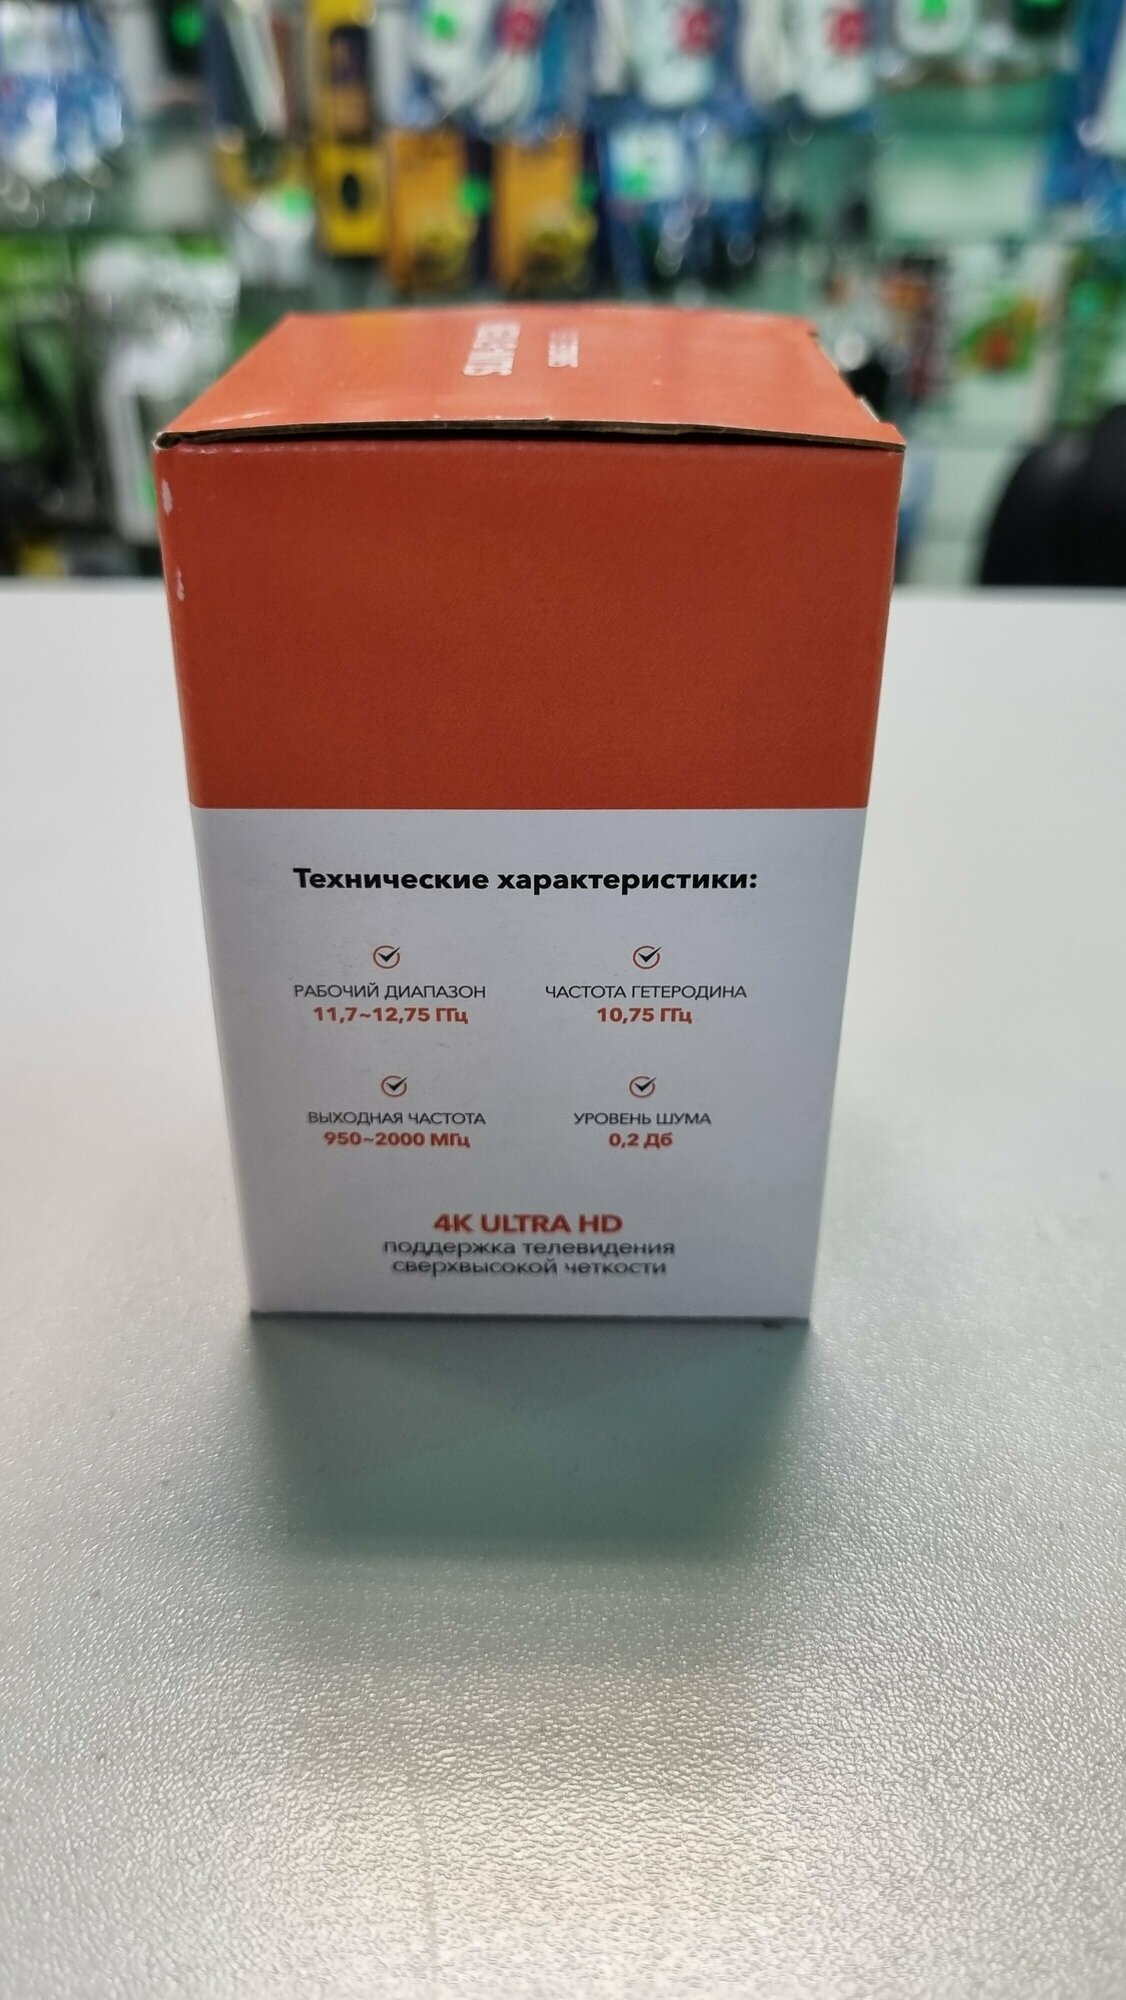 Технические характеристики:
РАБОЧИЙ ДИАПАЗОН
11,7~12,75 ГГц
ЧАСТОТА ГЕТЕРОДИНА
10,75 ГГц
ВЫХОДНАЯ ЧАСТОТА
950~2000 МГц
УРОВЕНЬ ШУМА
0,2 Дб
4K ULTRA HD
поддержка телевидения
сверхвысокой четкости